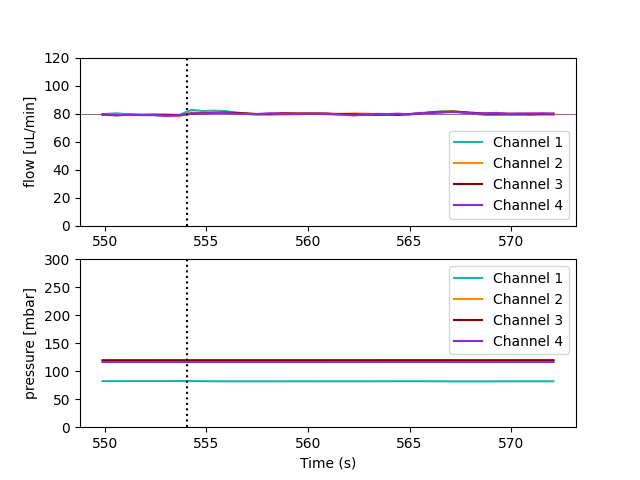 120
100
80
60
40
20
0
flow [uL/min]
Channel 1
Channel 2
Channel 3
Channel 4
550 555 560 565 570
300
250
200
150
100
50
0
pressure [mbar]
Channel 1
Channel 2
Channel 3
Channel 4
550 555 560 565 570
Time (s)